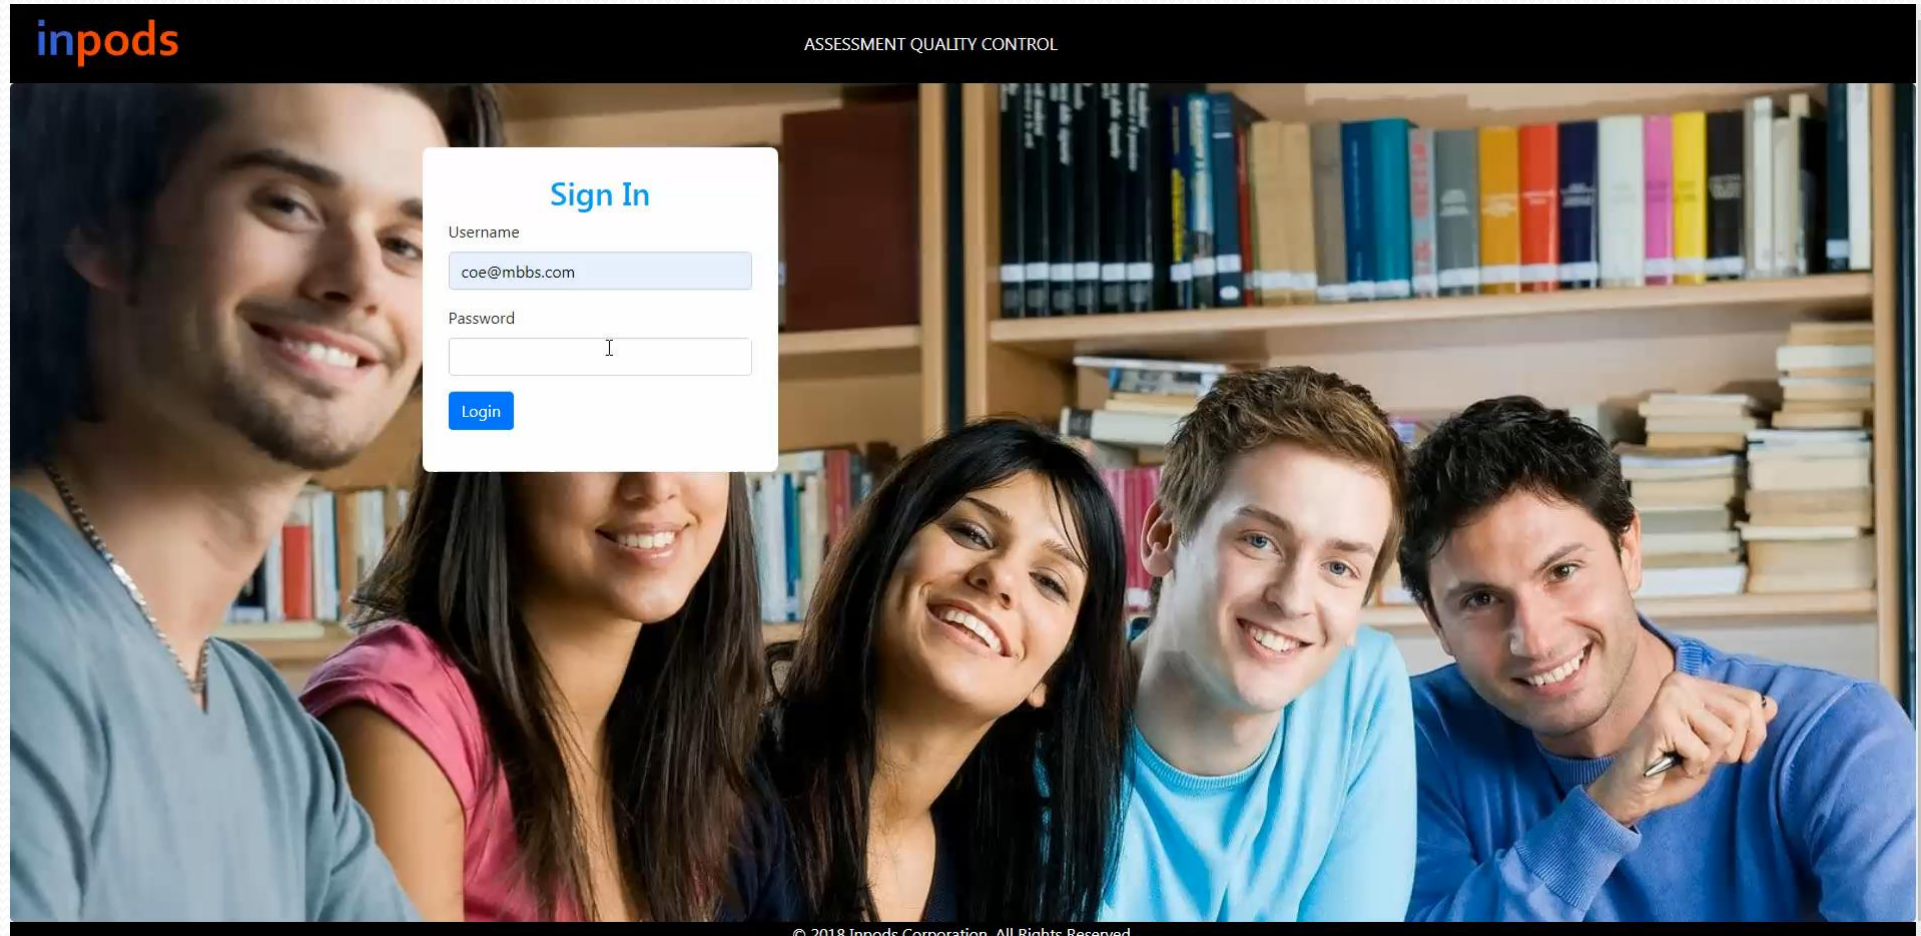 inpods
ASSESSMENT QUALITY CONTROL
Sign In
Username
coe@mbbs.com
Password
Login
© 2018 Inpods Corporation. All Rights Reserved